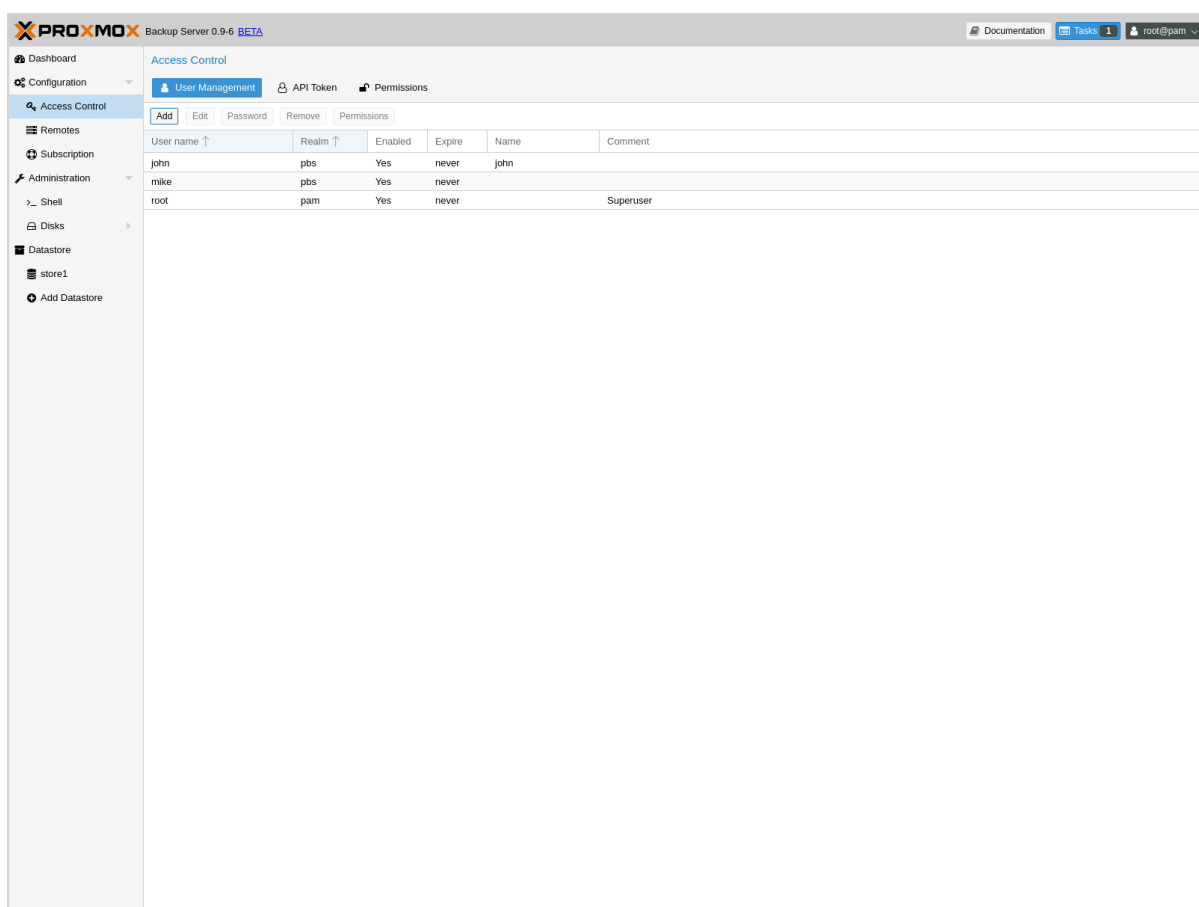 PROXMOX Backup Server 0.9-6 BETA
Documentation Tasks 1 root@pam
Dashboard
Configuration
Access Control
Remotes
Subscription
Administration
>_ Shell
Disks
Datastore
store1
Add Datastore
Access Control
User Management API Token Permissions
Add Edit Password Remove Permissions
User name ↑ Realm ↑ Enabled Expire Name Comment
john pbs Yes never john
mike pbs Yes never
root pam Yes never Superuser